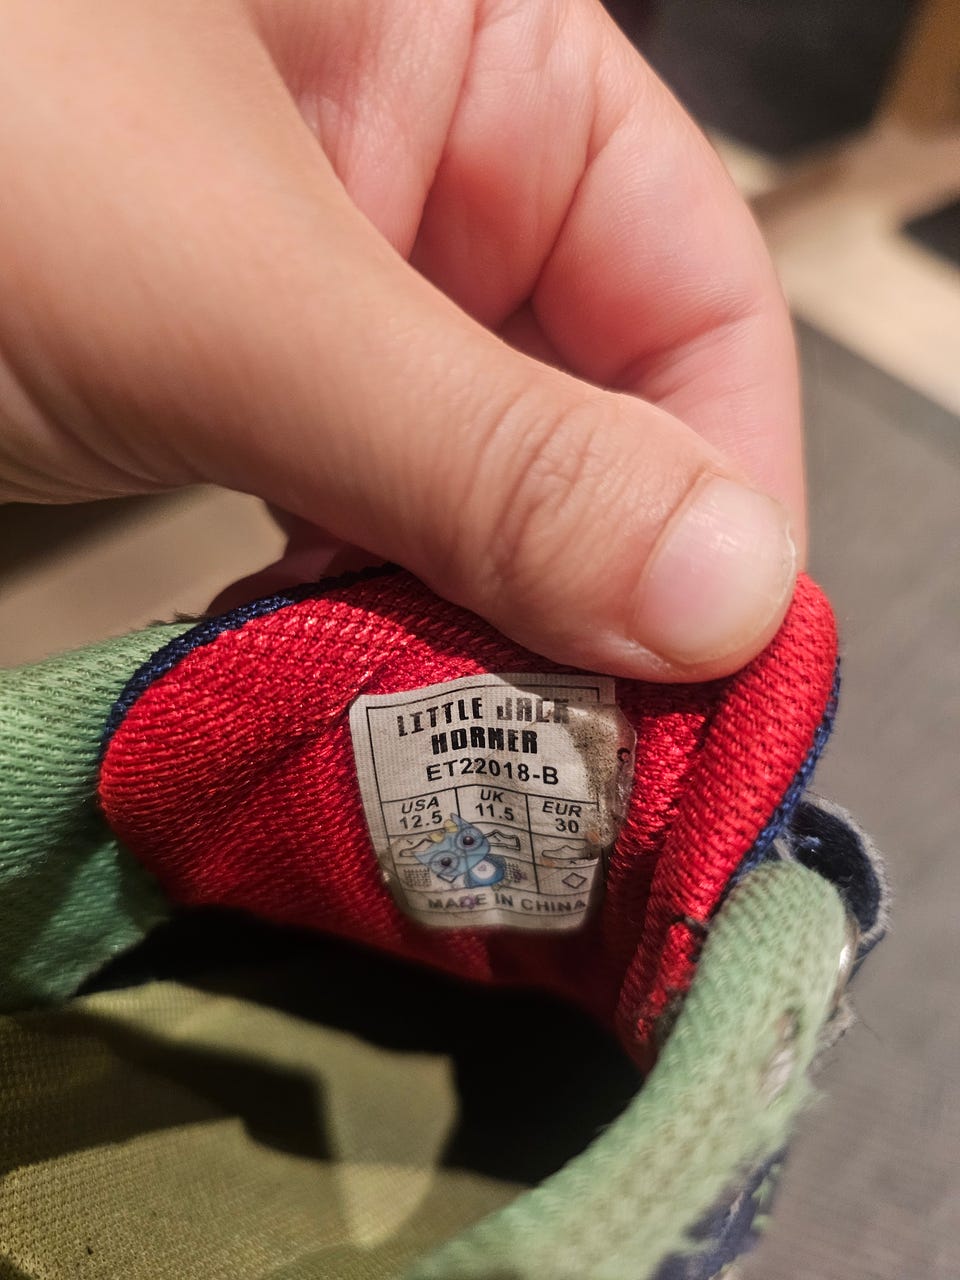 LITTLE JACK
HORNER
ET22018-B
USA UK EUR
12.5 11.5 30
MADE IN CHINA